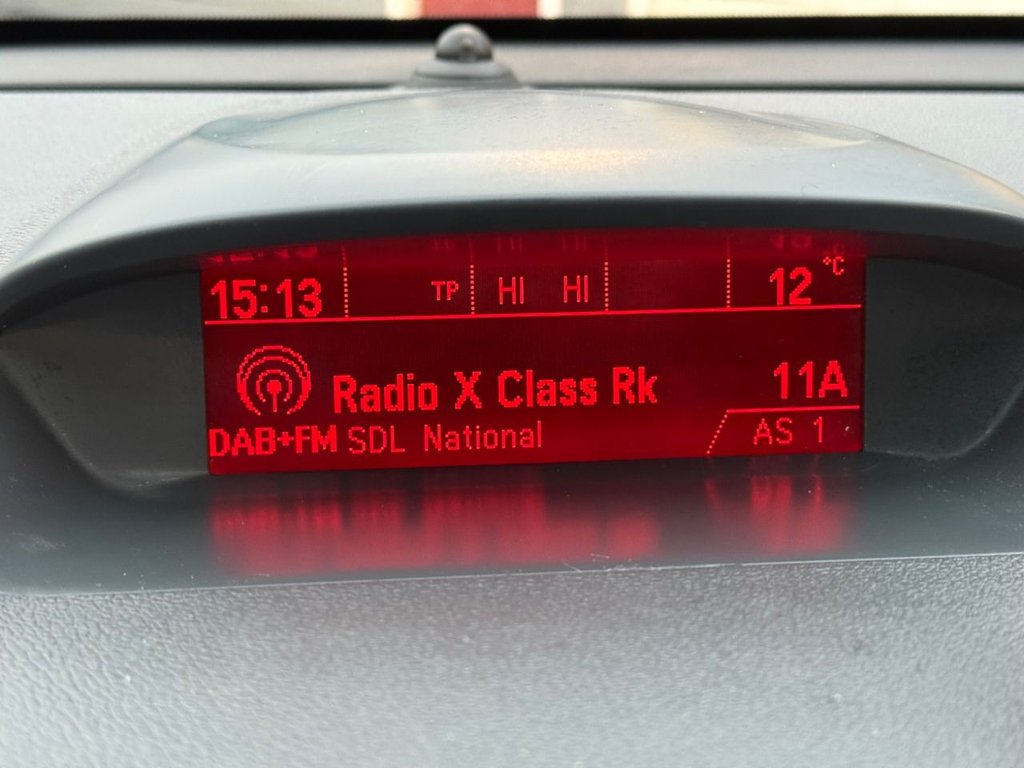 15:13 TP HI HI 12 °C
Radio X Class Rk 11A
DAB+FM SDL National AS 1